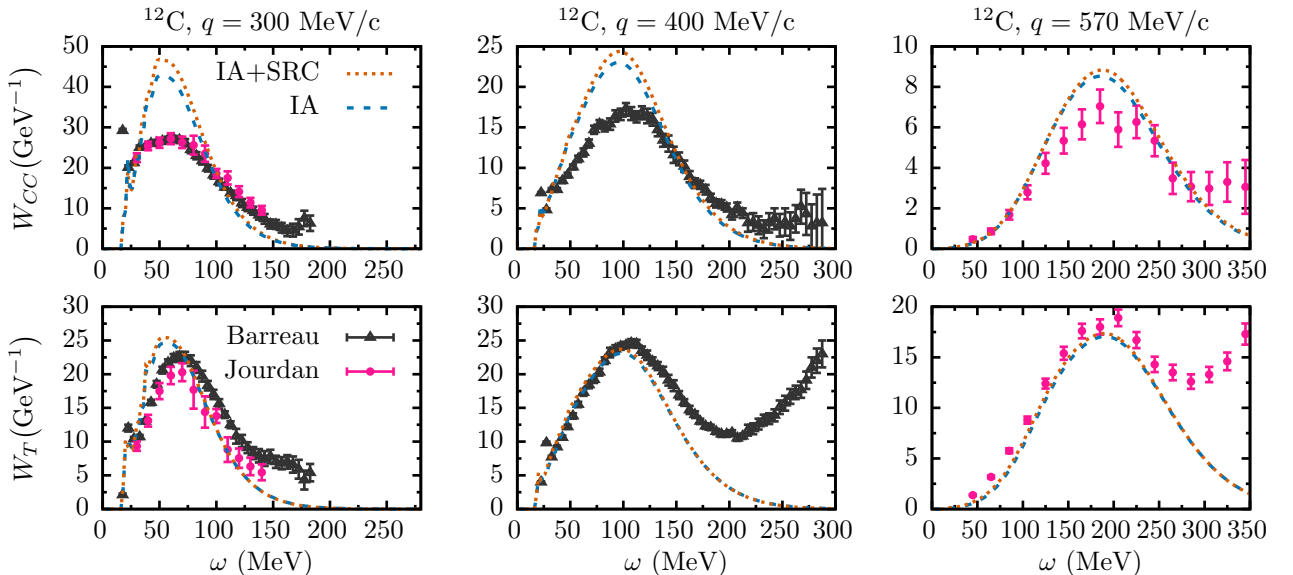 ¹²C, q = 300 MeV/c
¹²C, q = 400 MeV/c
¹²C, q = 570 MeV/c
W_CC(GeV⁻¹)
50
40
30
20
10
0
IA+SRC
IA
0 50 100 150 200 250
25
20
15
10
5
0
0 50 100 150 200 250 300
10
8
6
4
2
0
0 50 100 150 200 250 300 350
W_T(GeV⁻¹)
30
25
20
15
10
5
0
Barreau
Jourdan
0 50 100 150 200 250
ω (MeV)
30
25
20
15
10
5
0
0 50 100 150 200 250 300
ω (MeV)
20
15
10
5
0
0 50 100 150 200 250 300 350
ω (MeV)